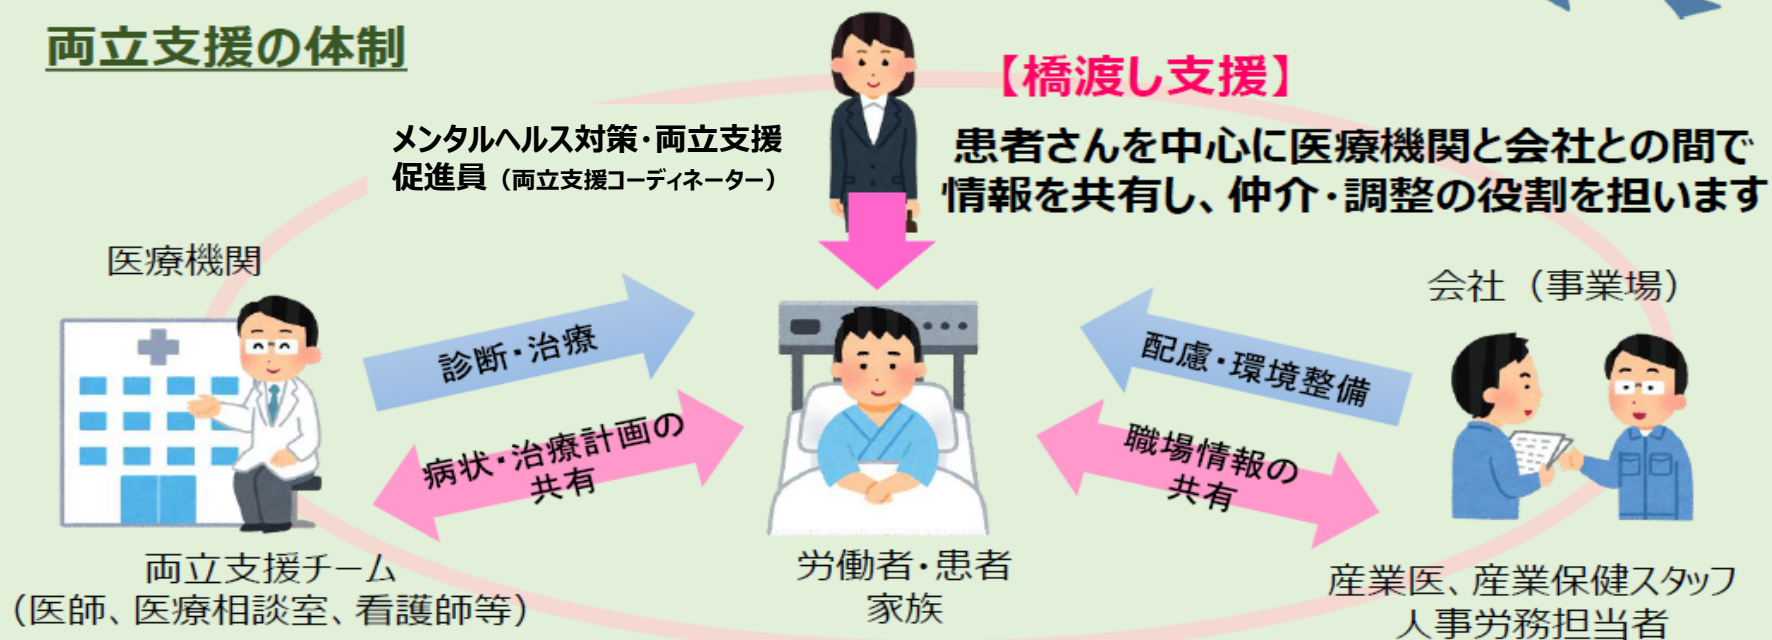 両立支援の体制
【橋渡し支援】
メンタルヘルス対策・両立支援
促進員（両立支援コーディネーター）
患者さんを中心に医療機関と会社との間で
情報を共有し、仲介・調整の役割を担います
医療機関
会社（事業場）
診断・治療
配慮・環境整備
病状・治療計画の
共有
職場情報の
共有
両立支援チーム
（医師、医療相談室、看護師等）
労働者・患者
家族
産業医、産業保健スタッフ
人事労務担当者